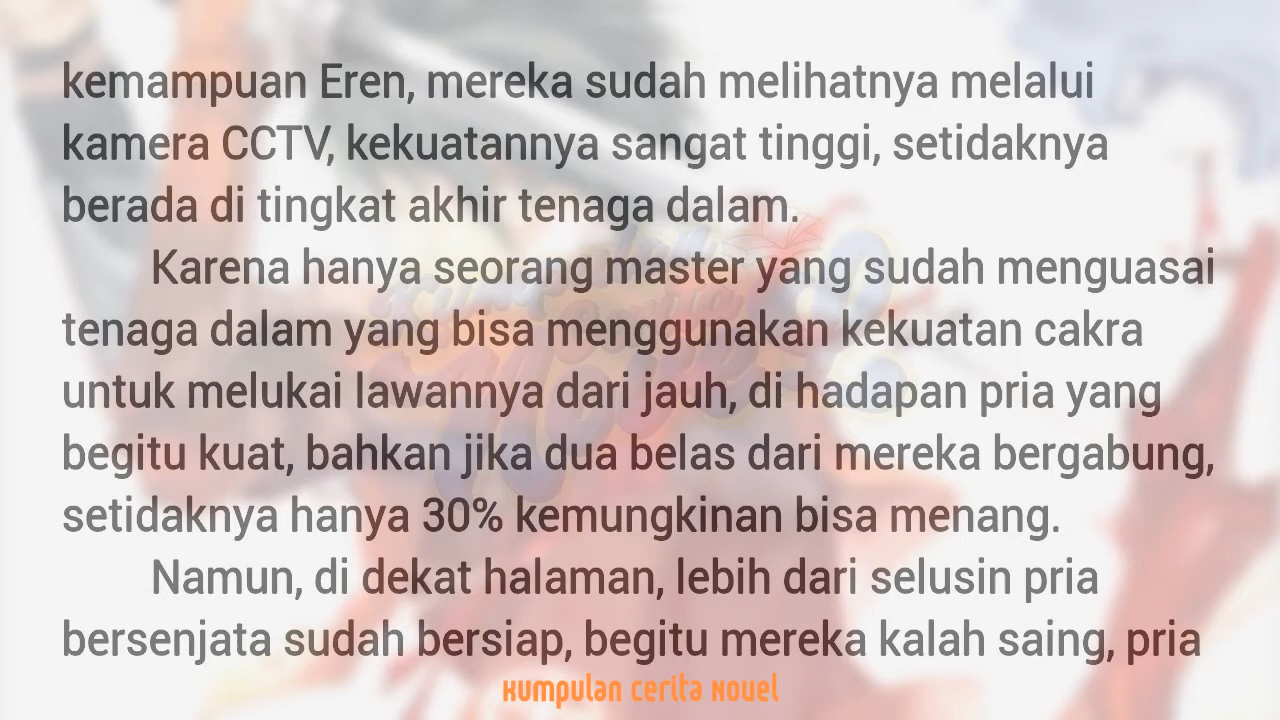 kemampuan Eren, mereka sudah melihatnya melalui
kamera CCTV, kekuatannya sangat tinggi, setidaknya
berada di tingkat akhir tenaga dalam.
Karena hanya seorang master yang sudah menguasai
tenaga dalam yang bisa menggunakan kekuatan cakra
untuk melukai lawannya dari jauh, di hadapan pria yang
begitu kuat, bahkan jika dua belas dari mereka bergabung,
setidaknya hanya 30% kemungkinan bisa menang.
Namun, di dekat halaman, lebih dari selusin pria
bersenjata sudah bersiap, begitu mereka kalah saing, pria
Kumpulan Cerita Novel